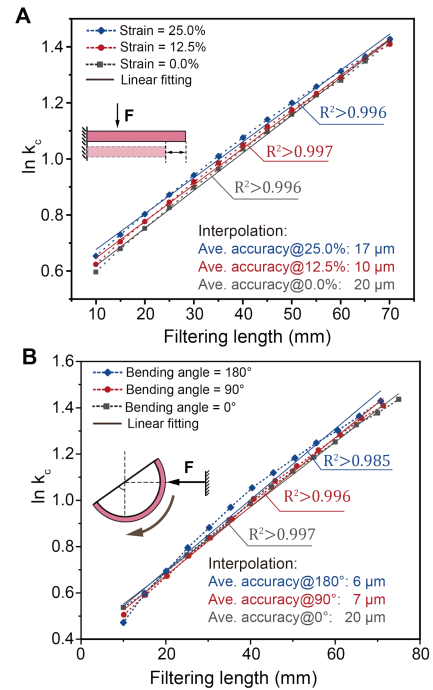 A
1.4
1.2
1.0
0.8
0.6
ln k_c
Strain = 25.0%
Strain = 12.5%
Strain = 0.0%
Linear fitting
F
R²>0.996
R²>0.997
R²>0.996
Interpolation:
Ave. accuracy@25.0%: 17 μm
Ave. accuracy@12.5%: 10 μm
Ave. accuracy@0.0%: 20 μm
10 20 30 40 50 60 70
Filtering length (mm)
B
1.6
1.4
1.2
1.0
0.8
0.6
0.4
ln k_c
Bending angle = 180°
Bending angle = 90°
Bending angle = 0°
Linear fitting
F
R²>0.985
R²>0.996
R²>0.997
Interpolation:
Ave. accuracy@180°: 6 μm
Ave. accuracy@90°: 7 μm
Ave. accuracy@0°: 20 μm
0 10 20 30 40 50 60 70 80
Filtering length (mm)